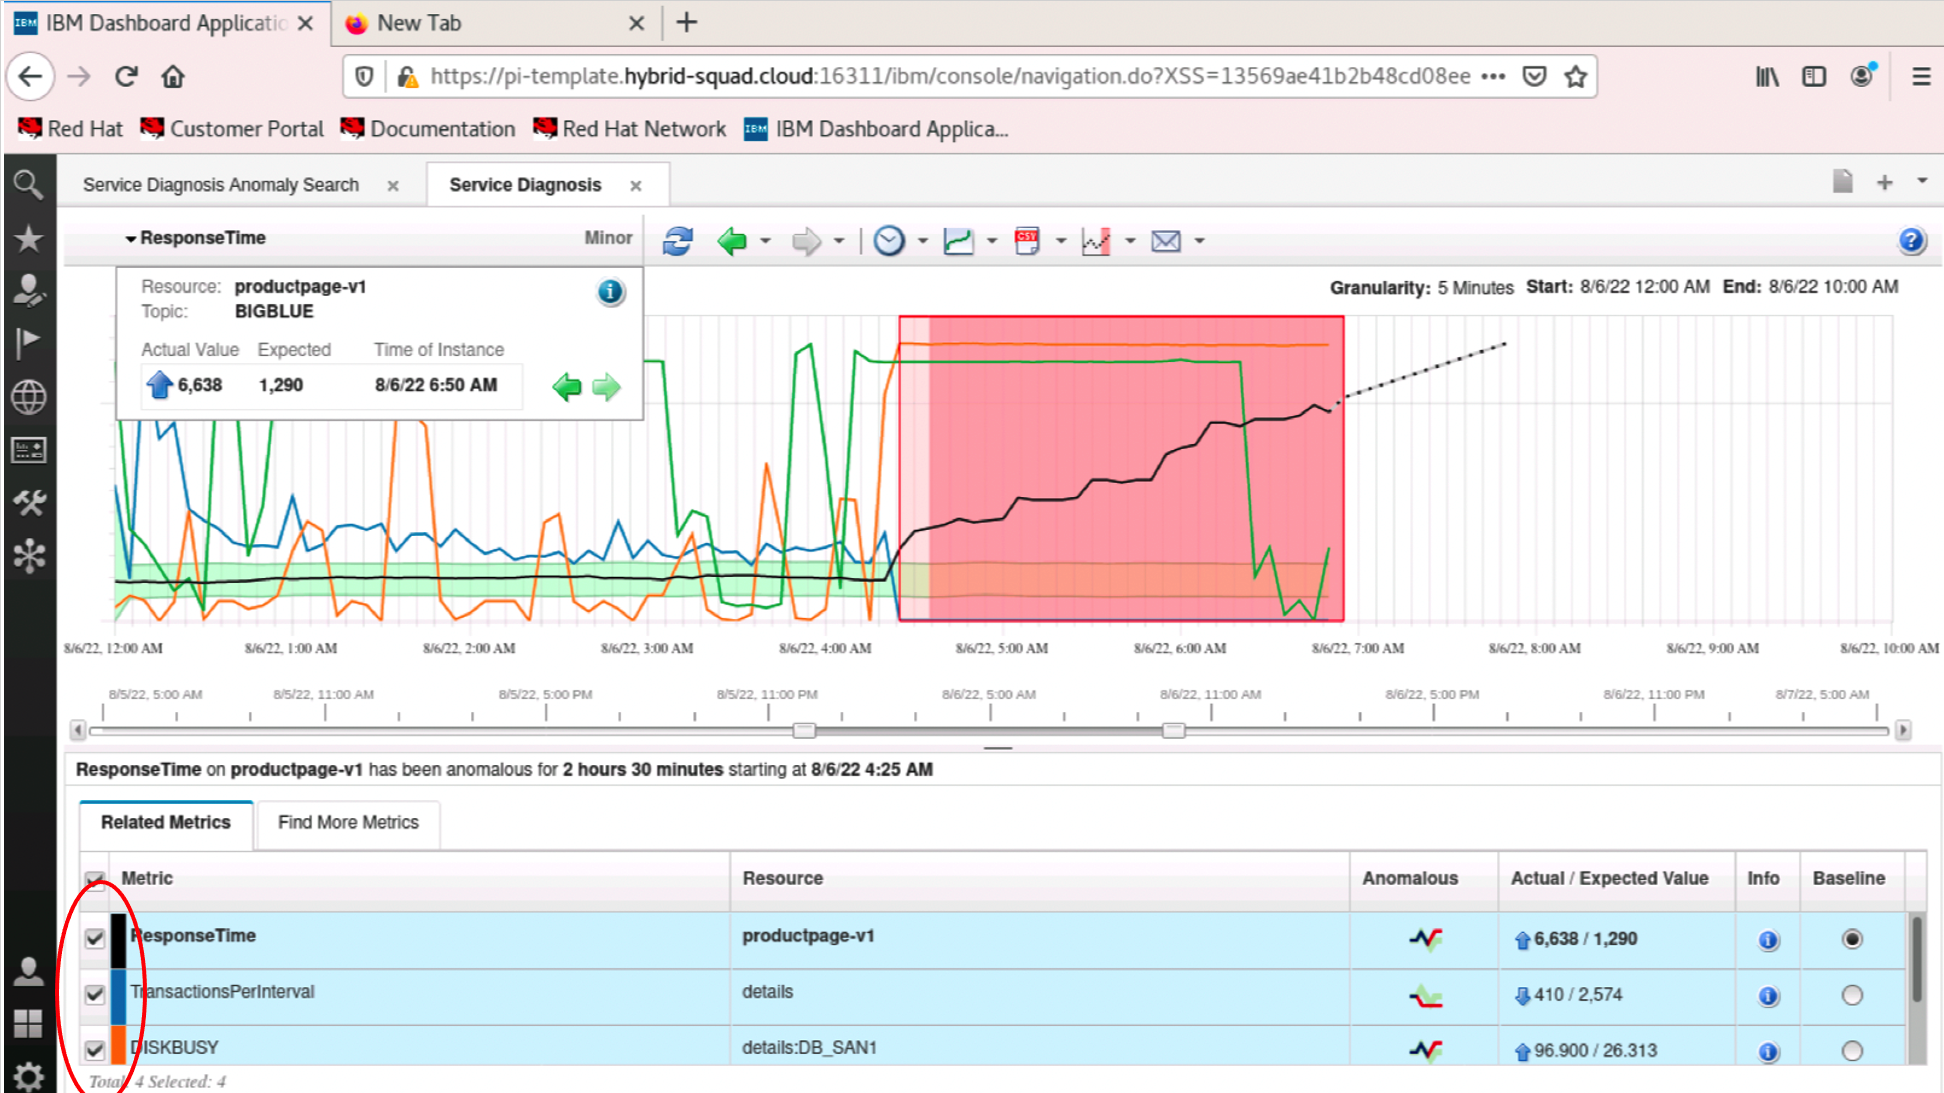 IBM IBM Dashboard Applicatio
New Tab
https://pi-template.hybrid-squad.cloud:16311/ibm/console/navigation.do?XSS=13569ae41b2b48cd08ee
Red Hat Customer Portal Documentation Red Hat Network IBM IBM Dashboard Applica...
Service Diagnosis Anomaly Search
Service Diagnosis
ResponseTime Minor
CSV
Resource: productpage-v1
Topic: BIGBLUE
Actual Value Expected Time of Instance
6,638 1,290 8/6/22 6:50 AM
Granularity: 5 Minutes Start: 8/6/22 12:00 AM End: 8/6/22 10:00 AM
8/6/22, 12:00 AM 8/6/22, 1:00 AM 8/6/22, 2:00 AM 8/6/22, 3:00 AM 8/6/22, 4:00 AM 8/6/22, 5:00 AM 8/6/22, 6:00 AM 8/6/22, 7:00 AM 8/6/22, 8:00 AM 8/6/22, 9:00 AM 8/6/22, 10:00 AM
8/5/22, 5:00 AM 8/5/22, 11:00 AM 8/5/22, 5:00 PM 8/5/22, 11:00 PM 8/6/22, 5:00 AM 8/6/22, 11:00 AM 8/6/22, 5:00 PM 8/6/22, 11:00 PM 8/7/22, 5:00 AM
ResponseTime on productpage-v1 has been anomalous for 2 hours 30 minutes starting at 8/6/22 4:25 AM
Related Metrics Find More Metrics
Metric Resource Anomalous Actual / Expected Value Info Baseline
ResponseTime productpage-v1 6,638 / 1,290
TransactionsPerInterval details 410 / 2,574
DISKBUSY details:DB_SAN1 96.900 / 26.313
Total: 4 Selected: 4